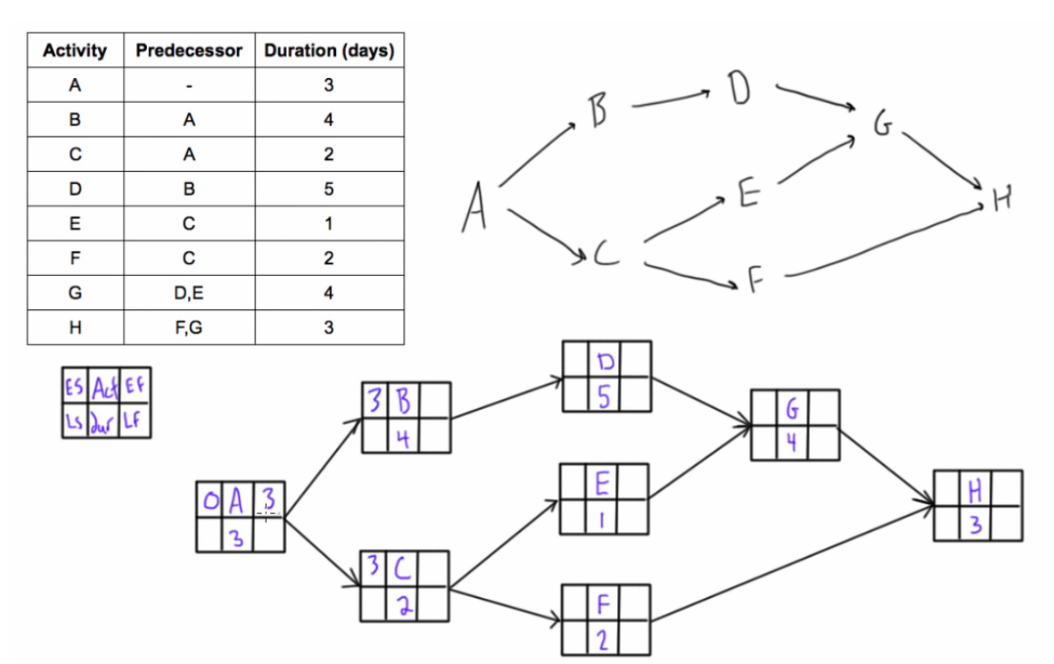 Activity Predecessor Duration (days)
A - 3
B A 4
C A 2
D B 5
E C 1
F C 2
G D,E 4
H F,G 3
D
B
G
E
A
H
C
F
ES Act EF
LS dur LF
D
5
3 B
4
G
4
E
1
0 A 3
3
H
3
3 C
2
F
2